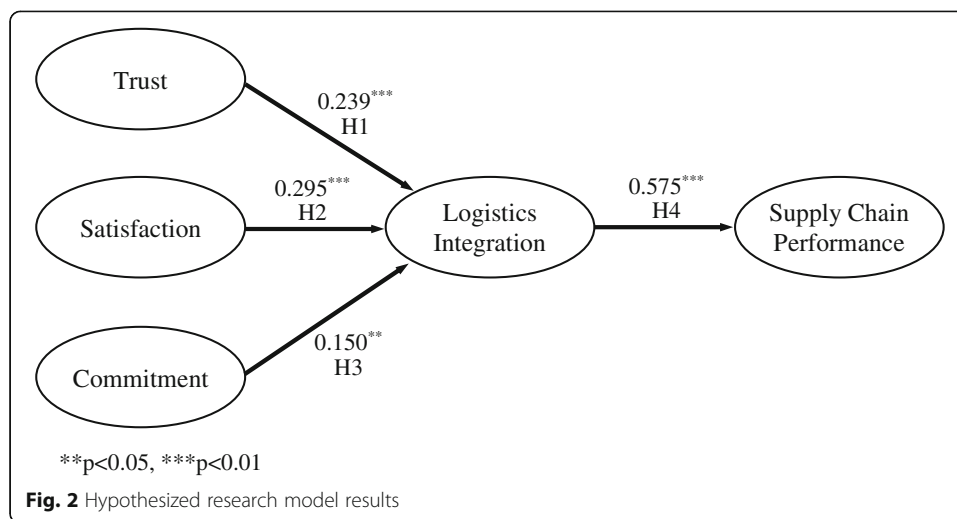 Trust
0.239***
H1
Satisfaction
0.295***
H2
Logistics
Integration
0.575***
H4
Supply Chain
Performance
Commitment
0.150**
H3
**p<0.05, ***p<0.01
Fig. 2 Hypothesized research model results